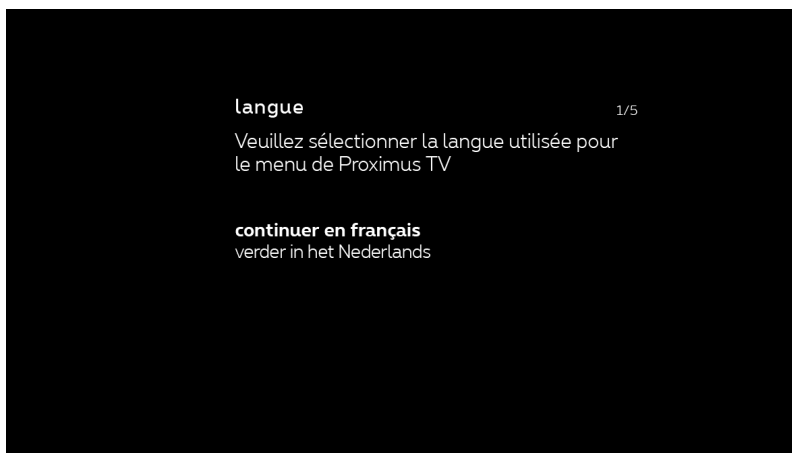 langue
1/5
Veuillez sélectionner la langue utilisée pour
le menu de Proximus TV
continuer en français
verder in het Nederlands